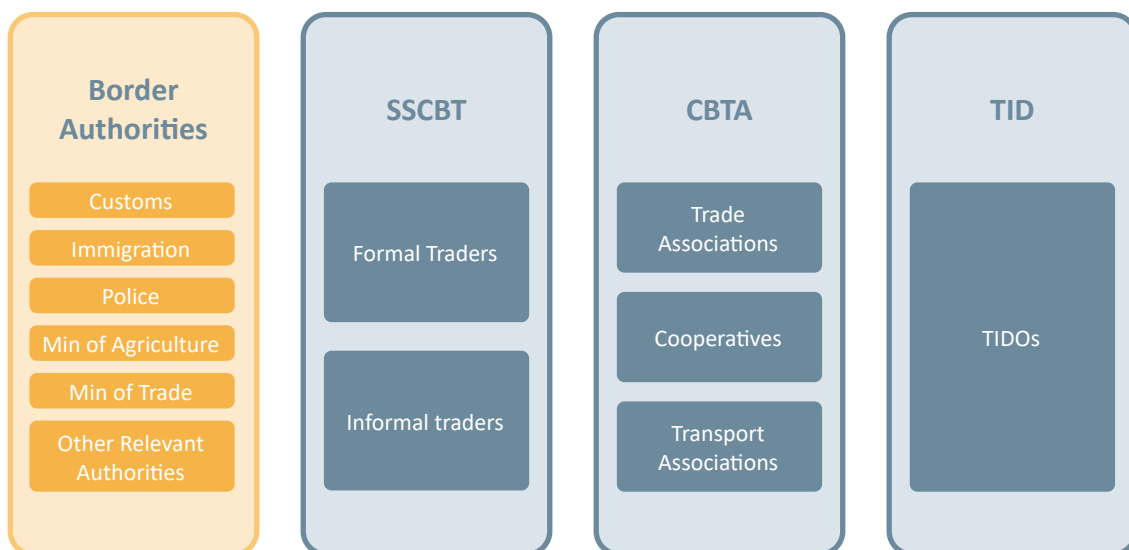 Border
Authorities
Customs
Immigration
Police
Min of Agriculture
Min of Trade
Other Relevant
Authorities
SSCBT
Formal Traders
Informal traders
CBTA
Trade
Associations
Cooperatives
Transport
Associations
TID
TIDOs